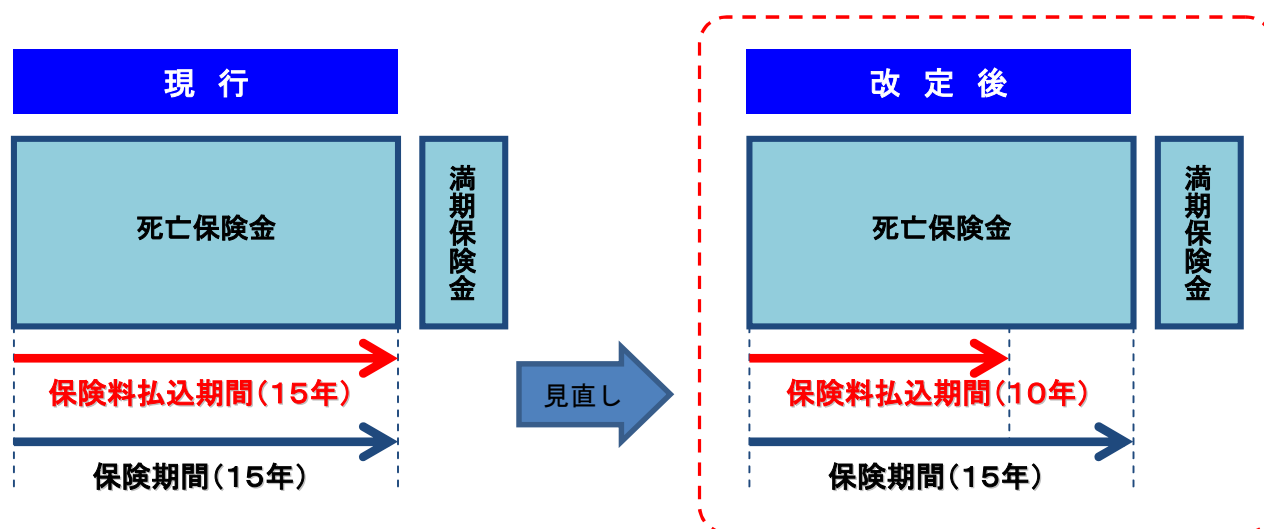 現 行
死亡保険金
満期保険金
保険料払込期間(15年)
保険期間(15年)
見直し
改 定 後
死亡保険金
満期保険金
保険料払込期間(10年)
保険期間(15年)